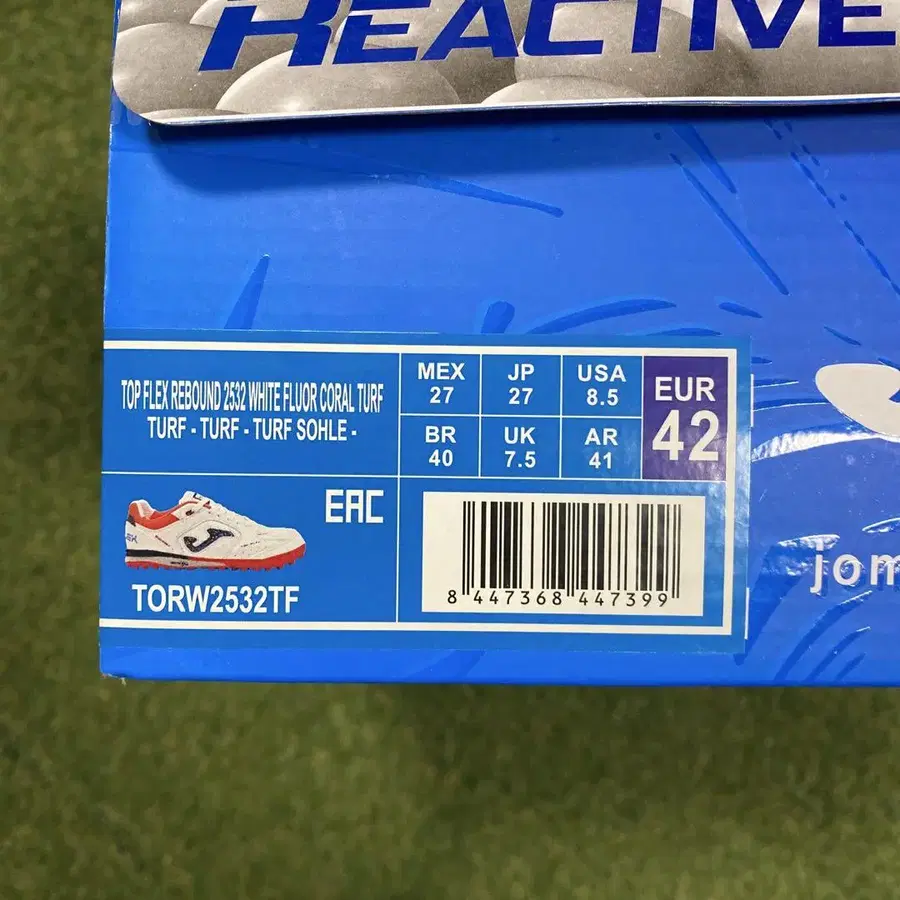 REACTIVE
TOP FLEX REBOUND 2532 WHITE FLUOR CORAL TURF
TURF - TURF - TURF SOHLE -
MEX
27
JP
27
USA
8.5
EUR
42
BR
40
UK
7.5
AR
41
EAC
TORW2532TF
8 447368 447399
jom